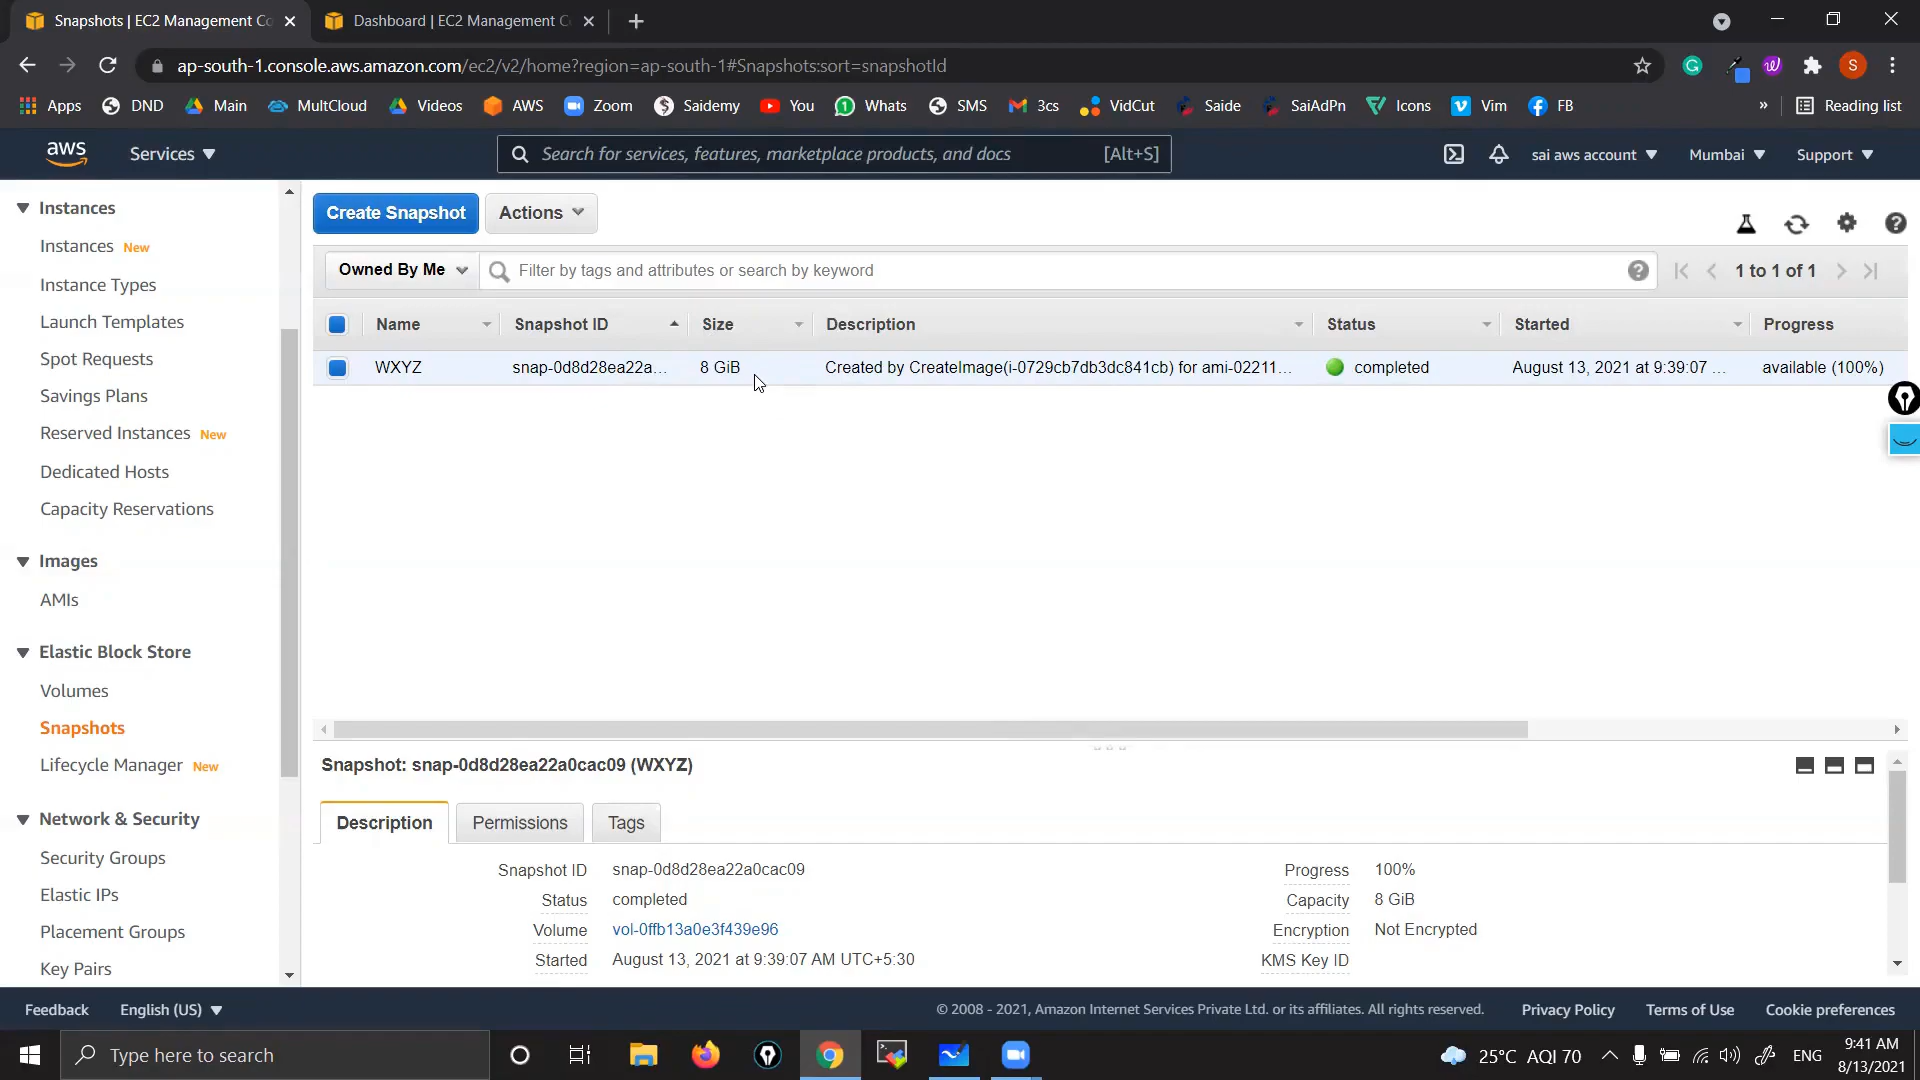 Snapshots | EC2 Management Co
Dashboard | EC2 Management C
ap-south-1.console.aws.amazon.com/ec2/v2/home?region=ap-south-1#Snapshots:sort=snapshotId
S
Apps DND Main MultCloud Videos AWS Zoom Saidemy You Whats SMS 3cs VidCut Saide SaiAdPn Icons Vim FB » Reading list
aws Services Search for services, features, marketplace products, and docs [Alt+S] sai aws account Mumbai Support
Instances
Instances New
Instance Types
Launch Templates
Spot Requests
Savings Plans
Reserved Instances New
Dedicated Hosts
Capacity Reservations
Images
AMIs
Elastic Block Store
Volumes
Snapshots
Lifecycle Manager New
Network & Security
Security Groups
Elastic IPs
Placement Groups
Key Pairs
Create Snapshot Actions
Owned By Me Filter by tags and attributes or search by keyword 1 to 1 of 1
Name Snapshot ID Size Description Status Started Progress
WXYZ snap-0d8d28ea22a... 8 GiB Created by CreateImage(i-0729cb7db3dc841cb) for ami-02211... completed August 13, 2021 at 9:39:07 ... available (100%)
Snapshot: snap-0d8d28ea22a0cac09 (WXYZ)
Description Permissions Tags
Snapshot ID snap-0d8d28ea22a0cac09 Progress 100%
Status completed Capacity 8 GiB
Volume vol-0ffb13a0e3f439e96 Encryption Not Encrypted
Started August 13, 2021 at 9:39:07 AM UTC+5:30 KMS Key ID
Feedback English (US) © 2008 - 2021, Amazon Internet Services Private Ltd. or its affiliates. All rights reserved. Privacy Policy Terms of Use Cookie preferences
Type here to search 25°C AQI 70 ENG 9:41 AM
8/13/2021